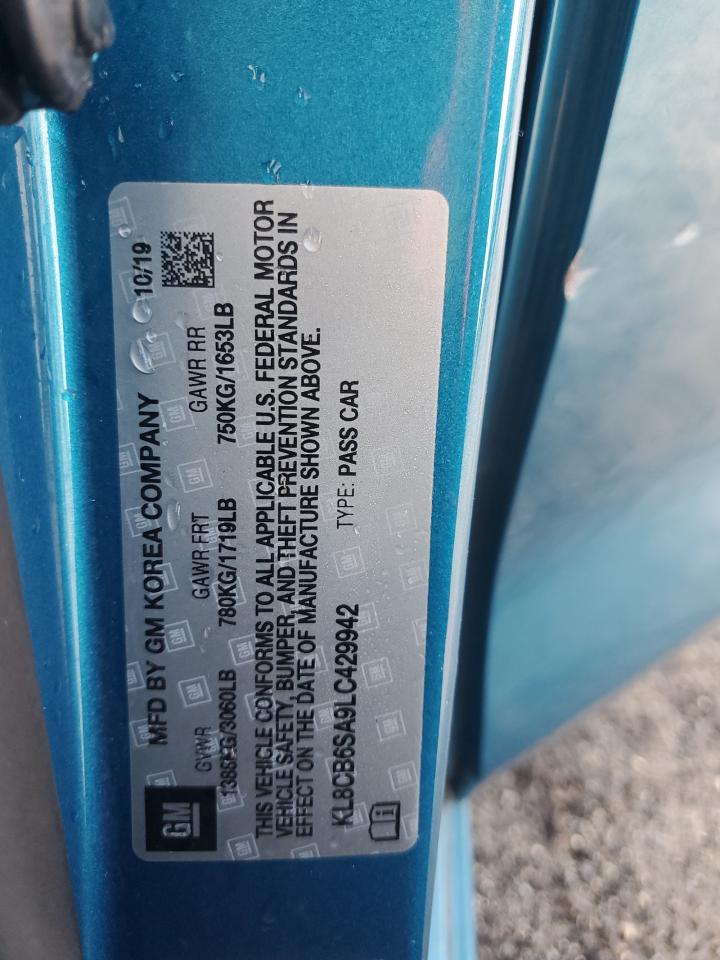 GM
MFD BY GM KOREA COMPANY 10/19
GVWR GAWR FRT GAWR RR
1388KG/3060LB 780KG/1719LB 750KG/1653LB
THIS VEHICLE CONFORMS TO ALL APPLICABLE U.S. FEDERAL MOTOR
VEHICLE SAFETY, BUMPER, AND THEFT PREVENTION STANDARDS IN
EFFECT ON THE DATE OF MANUFACTURE SHOWN ABOVE.
KL8CB6SA9LC429942 TYPE: PASS CAR